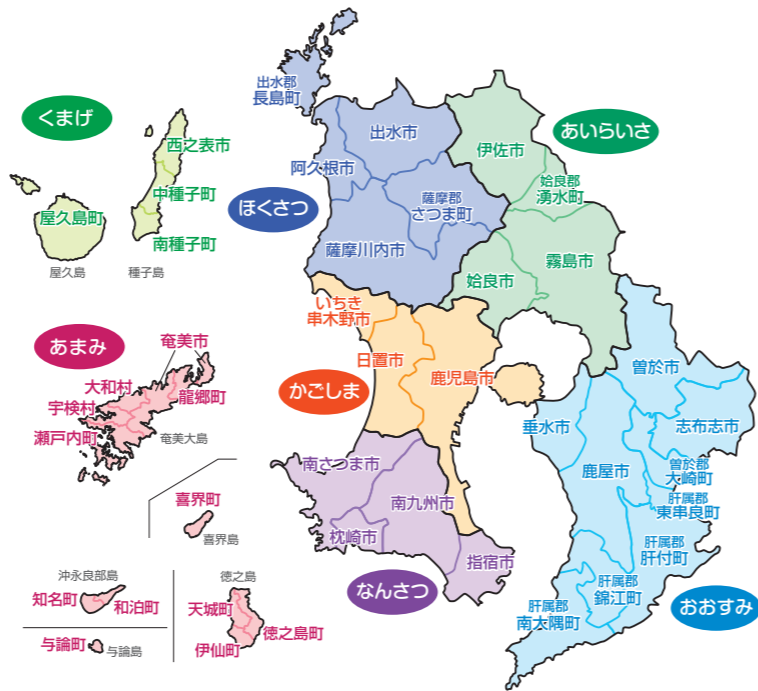 くまげ
西之表市
中種子町
屋久島町
南種子町
屋久島
種子島
出水郡
長島町
出水市
阿久根市
ほくさつ
薩摩郡
さつま町
薩摩川内市
あいらいさ
伊佐市
姶良郡
湧水町
霧島市
姶良市
いちき
串木野市
日置市
かごしま
鹿児島市
あまみ
奄美市
大和村
龍郷町
宇検村
瀬戸内町
奄美大島
喜界町
喜界島
沖永良部島
知名町
和泊町
与論町
与論島
徳之島
天城町
徳之島町
伊仙町
南さつま市
南九州市
枕崎市
指宿市
なんさつ
曽於市
垂水市
志布志市
鹿屋市
曽於郡
大崎町
肝属郡
東串良町
肝属郡
肝付町
肝属郡
錦江町
肝属郡
南大隅町
おおすみ